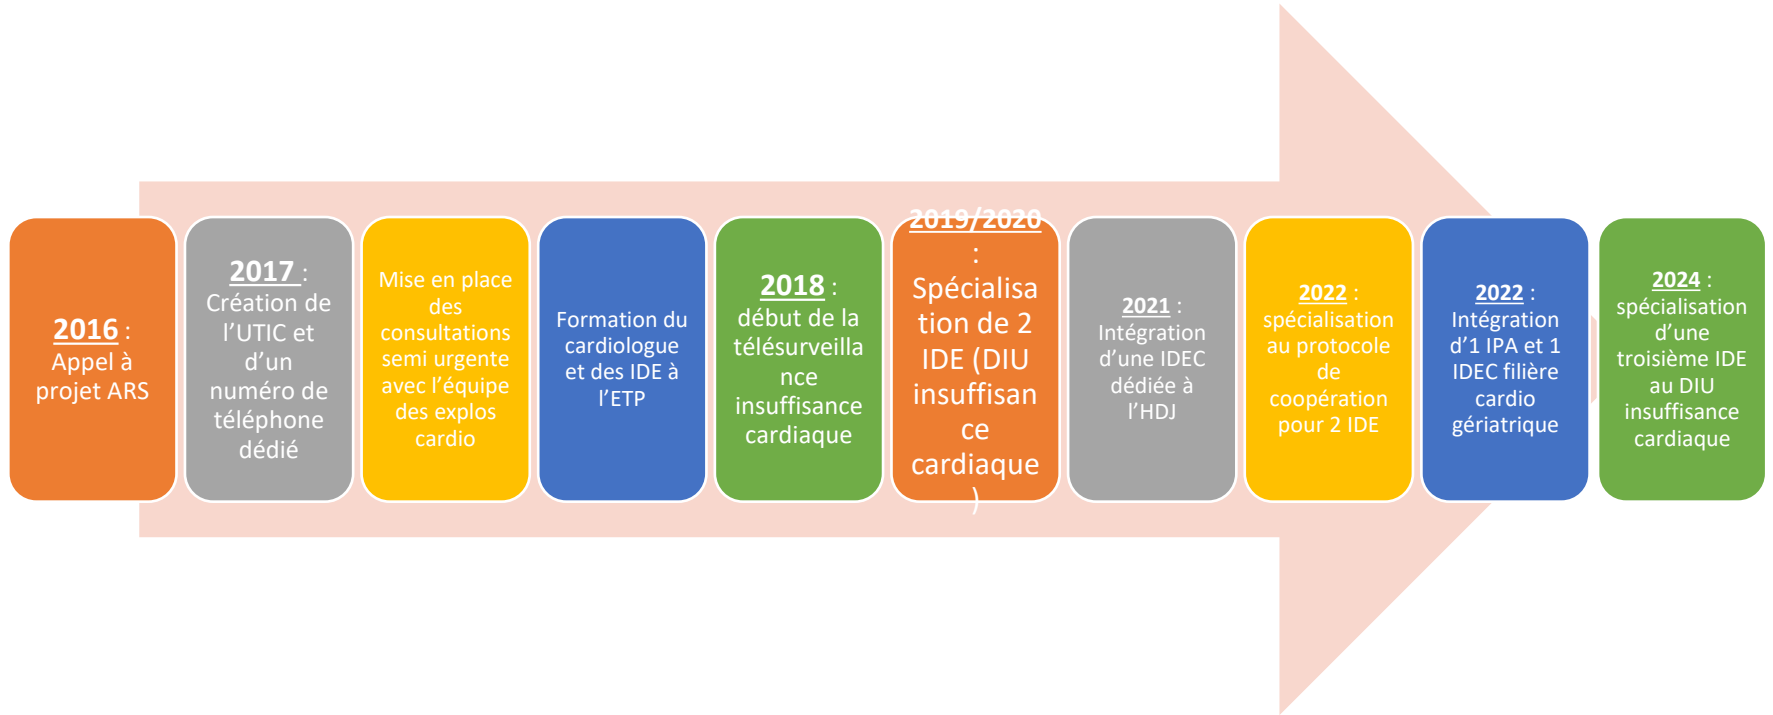 2016 :
Appel à
projet ARS
2017 :
Création de
l’UTIC et
d’un
numéro de
téléphone
dédié
Mise en place
des
consultations
semi urgente
avec l’équipe
des explos
cardio
Formation du
cardiologue
et des IDE à
l’ETP
2018 :
début de la
télésurveilla
nce
insuffisance
cardiaque
2019/2020
:
Spécialisa
tion de 2
IDE (DIU
insuffisan
ce
cardiaque
)
2021 :
Intégration
d’une IDEC
dédiée à
l’HDJ
2022 :
spécialisation
au protocole
de
coopération
pour 2 IDE
2022 :
Intégration
d’1 IPA et 1
IDEC filière
cardio
gériatrique
2024 :
spécialisation
d’une
troisième IDE
au DIU
insuffisance
cardiaque